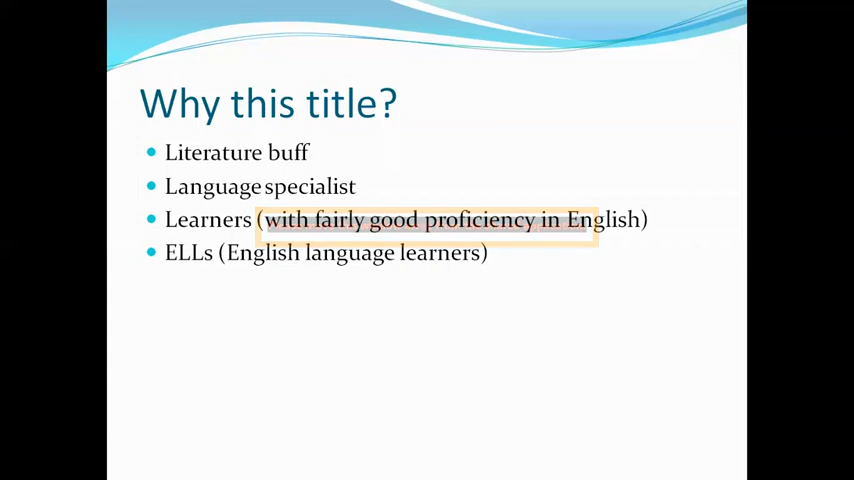 Why this title?
Literature buff
Language specialist
Learners (with fairly good proficiency in English)
ELLs (English language learners)